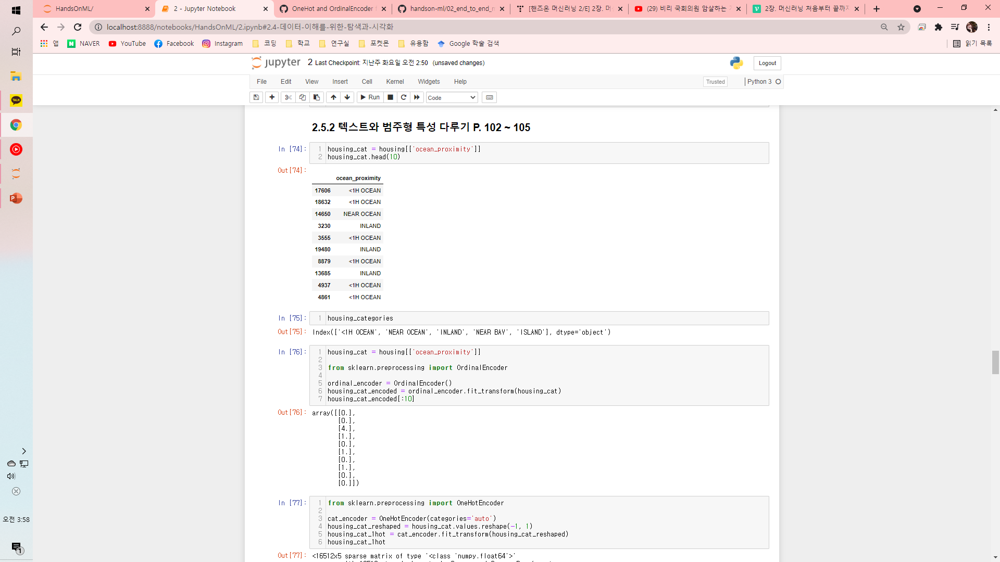 HandsOnML/
2 - Jupyter Notebook
OneHot and OrdinalEncoder
handson-ml/02_end_to_end_n
[핸즈온 머신러닝 2/E] 2장. 머
(29) 비리 국회의원 암살하는
2장. 머신러닝 처음부터 끝까지
localhost:8888/notebooks/HandsOnML/2.ipynb#2.4-데이터-이해를-위한-탐색과-시각화
앱 NAVER YouTube Facebook Instagram 코딩 학교 연구실 포켓몬 유용함 Google 학술 검색 읽기 목록
jupyter 2 Last Checkpoint: 지난주 화요일 오전 2:50 (unsaved changes) Logout
File Edit View Insert Cell Kernel Widgets Help Trusted Python 3
Run Code
2.5.2 텍스트와 범주형 특성 다루기 P. 102 ~ 105
In [74]: 1 housing_cat = housing[['ocean_proximity']]
2 housing_cat.head(10)
Out[74]:
ocean_proximity
17606 <1H OCEAN
18632 <1H OCEAN
14650 NEAR OCEAN
3230 INLAND
3555 <1H OCEAN
19480 INLAND
8879 <1H OCEAN
13685 INLAND
4937 <1H OCEAN
4861 <1H OCEAN
In [75]: 1 housing_categories
Out[75]: Index(['<1H OCEAN', 'NEAR OCEAN', 'INLAND', 'NEAR BAY', 'ISLAND'], dtype='object')
In [76]: 1 housing_cat = housing[['ocean_proximity']]
2
3 from sklearn.preprocessing import OrdinalEncoder
4
5 ordinal_encoder = OrdinalEncoder()
6 housing_cat_encoded = ordinal_encoder.fit_transform(housing_cat)
7 housing_cat_encoded[:10]
Out[76]: array([[0.],
[0.],
[4.],
[1.],
[0.],
[1.],
[0.],
[1.],
[0.],
[0.]])
In [77]: 1 from sklearn.preprocessing import OneHotEncoder
2
3 cat_encoder = OneHotEncoder(categories='auto')
4 housing_cat_reshaped = housing_cat.values.reshape(-1, 1)
5 housing_cat_1hot = cat_encoder.fit_transform(housing_cat_reshaped)
6 housing_cat_1hot
Out[77]: <16512x5 sparse matrix of type '<class 'numpy.float64'>'
TALK
P
오전 3:58
1